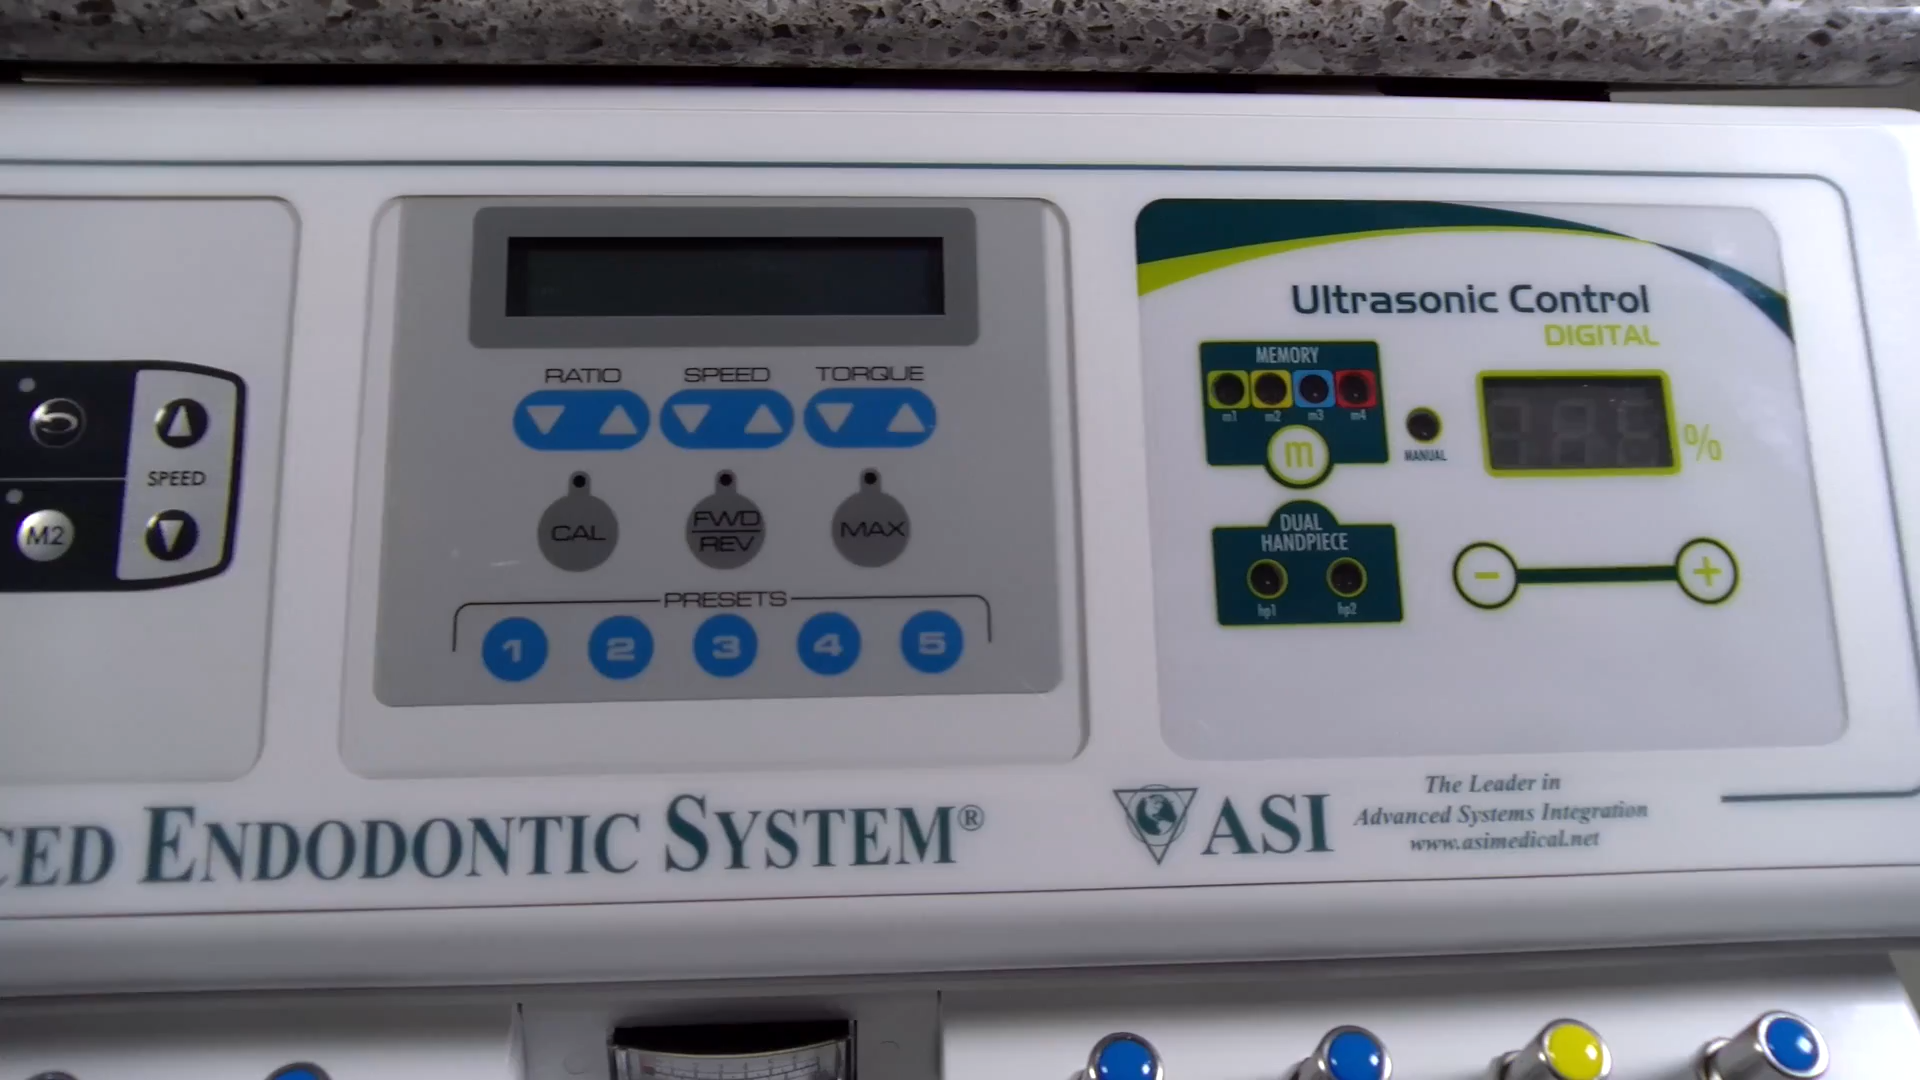 M2
SPEED
RATIO SPEED TORQUE
CAL FWD REV MAX
PRESETS
1 2 3 4 5
Ultrasonic Control
DIGITAL
MEMORY
m1 m2 m3 m4
m
MANUAL
%
DUAL
HANDPIECE
hp1 hp2
- +
CED ENDODONTIC SYSTEM®
ASI
The Leader in
Advanced Systems Integration
www.asimedical.net